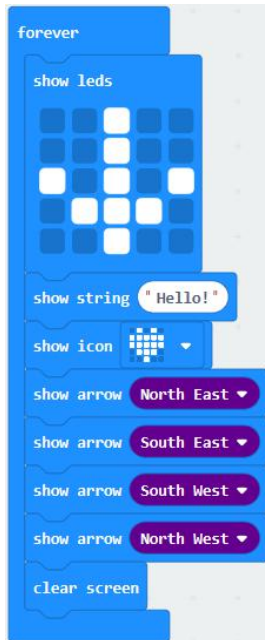 forever
show leds
show string "Hello!"
show icon
show arrow North East
show arrow South East
show arrow South West
show arrow North West
clear screen